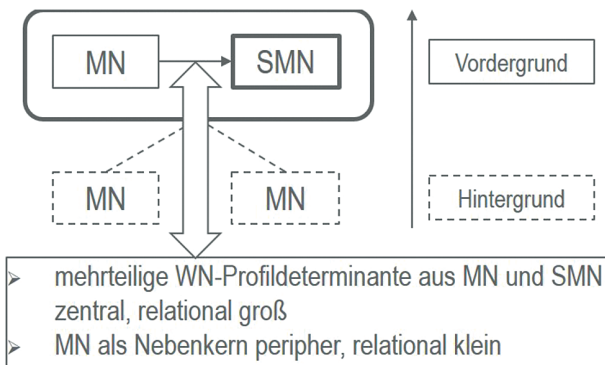 MN SMN Vordergrund
MN MN Hintergrund
➢ mehrteilige WN-Profildeterminante aus MN und SMN
zentral, relational groß
➢ MN als Nebenkern peripher, relational klein